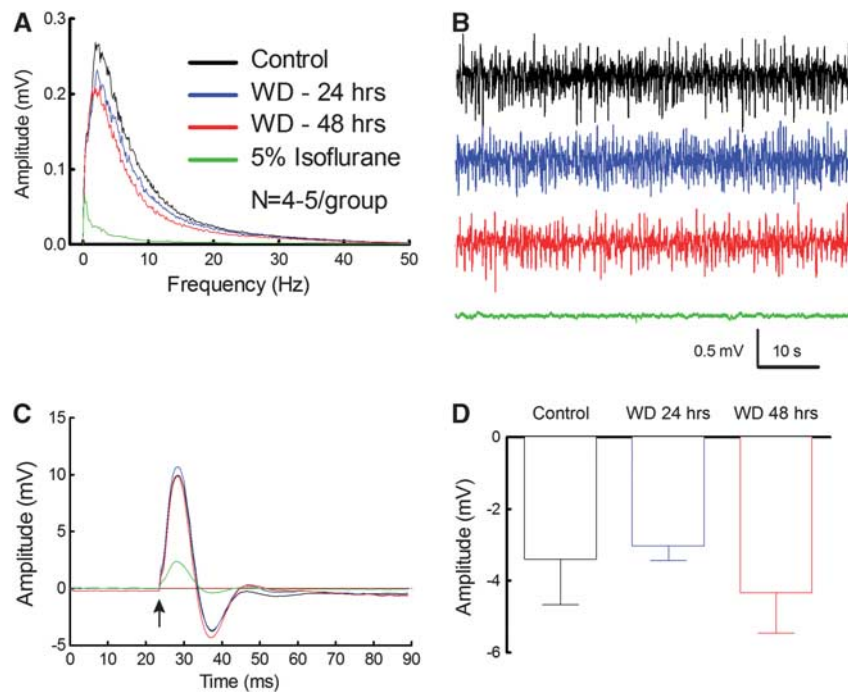 A
Amplitude (mV)
0.3
0.2
0.1
0.0
0 10 20 30 40 50
Frequency (Hz)
Control
WD - 24 hrs
WD - 48 hrs
5% Isoflurane
N=4-5/group
B
0.5 mV
10 s
C
Amplitude (mV)
15
10
5
0
-5
0 10 20 30 40 50 60 70 80 90
Time (ms)
D
Control WD 24 hrs WD 48 hrs
Amplitude (mV)
0
-2
-4
-6